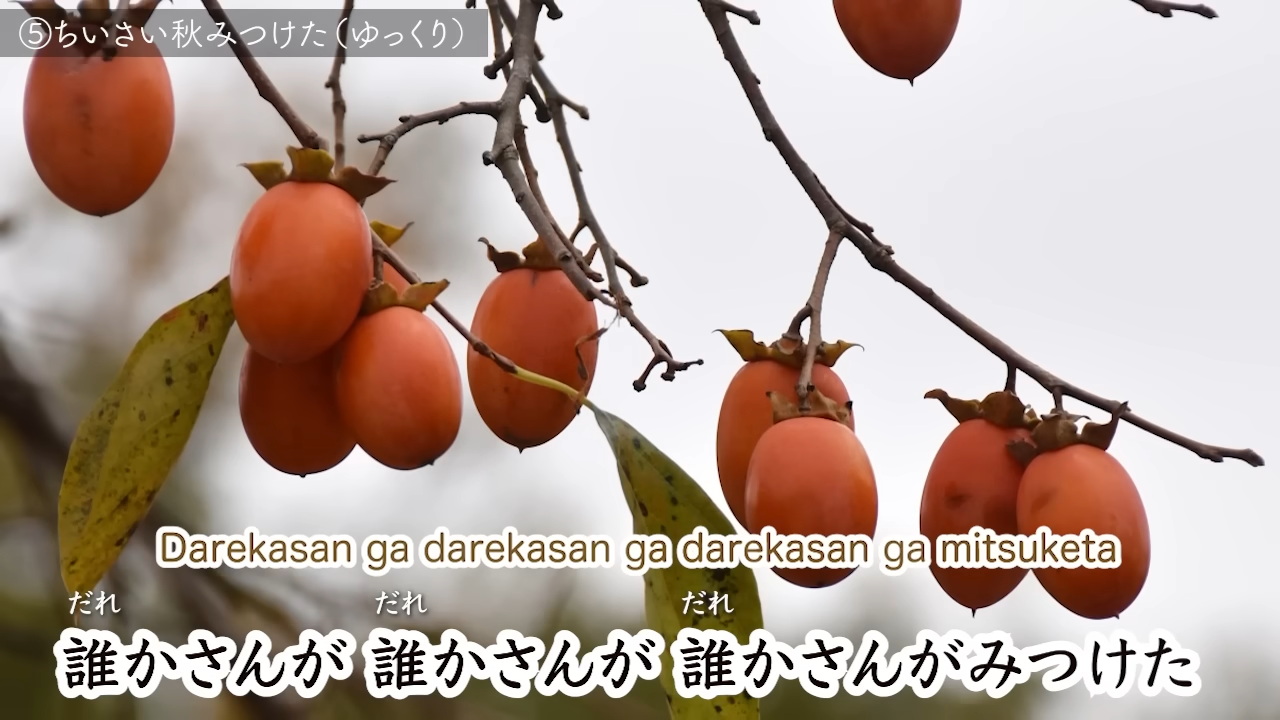 ⑤ちいさい秋みつけた（ゆっくり）
Darekasan ga darekasan ga darekasan ga mitsuketa
だれ だれ だれ
誰かさんが 誰かさんが 誰かさんがみつけた